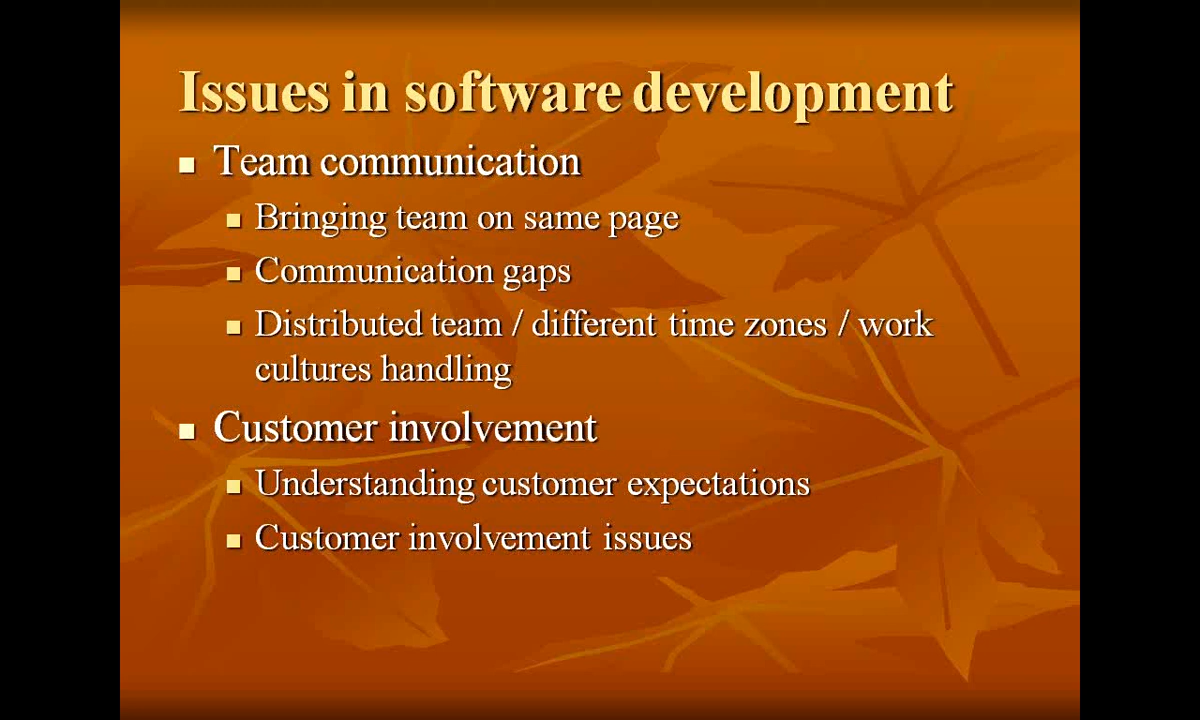 Issues in software development
Team communication
Bringing team on same page
Communication gaps
Distributed team / different time zones / work
cultures handling
Customer involvement
Understanding customer expectations
Customer involvement issues